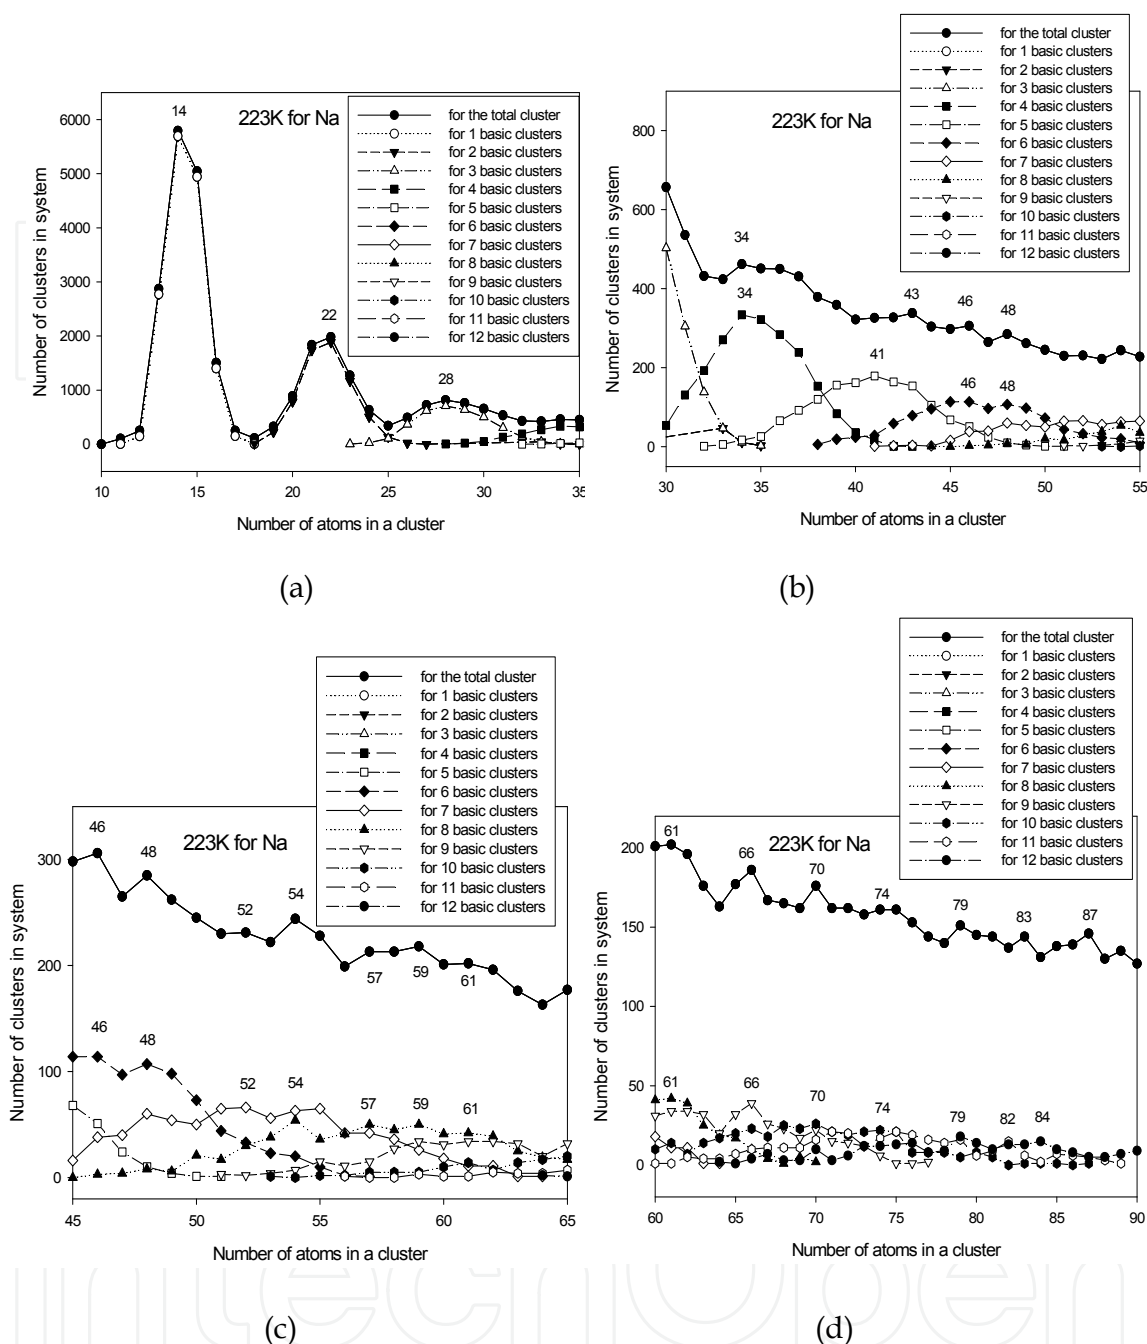 223K for Na
14
22
28
for the total cluster
for 1 basic clusters
for 2 basic clusters
for 3 basic clusters
for 4 basic clusters
for 5 basic clusters
for 6 basic clusters
for 7 basic clusters
for 8 basic clusters
for 9 basic clusters
for 10 basic clusters
for 11 basic clusters
for 12 basic clusters
Number of clusters in system
6000
5000
4000
3000
2000
1000
0
10 15 20 25 30 35
Number of atoms in a cluster
(a)
for the total cluster
for 1 basic clusters
for 2 basic clusters
for 3 basic clusters
for 4 basic clusters
for 5 basic clusters
for 6 basic clusters
for 7 basic clusters
for 8 basic clusters
for 9 basic clusters
for 10 basic clusters
for 11 basic clusters
for 12 basic clusters
223K for Na
34
43
46
48
34
41
46
48
Number of clusters in system
800
600
400
200
0
30 35 40 45 50 55
Number of atoms in a cluster
(b)
for the total cluster
for 1 basic clusters
for 2 basic clusters
for 3 basic clusters
for 4 basic clusters
for 5 basic clusters
for 6 basic clusters
for 7 basic clusters
for 8 basic clusters
for 9 basic clusters
for 10 basic clusters
for 11 basic clusters
for 12 basic clusters
223K for Na
46
48
52
54
57
59
61
46
48
52
54
57
59
61
Number of clusters in system
300
200
100
0
45 50 55 60 65
Number of atoms in a cluster
(c)
for the total cluster
for 1 basic clusters
for 2 basic clusters
for 3 basic clusters
for 4 basic clusters
for 5 basic clusters
for 6 basic clusters
for 7 basic clusters
for 8 basic clusters
for 9 basic clusters
for 10 basic clusters
for 11 basic clusters
for 12 basic clusters
223K for Na
61
66
70
74
79
83
87
61
66
70
74
79
82
84
Number of clusters in system
200
150
100
50
0
60 65 70 75 80 85 90
Number of atoms in a cluster
(d)
IntechOpen